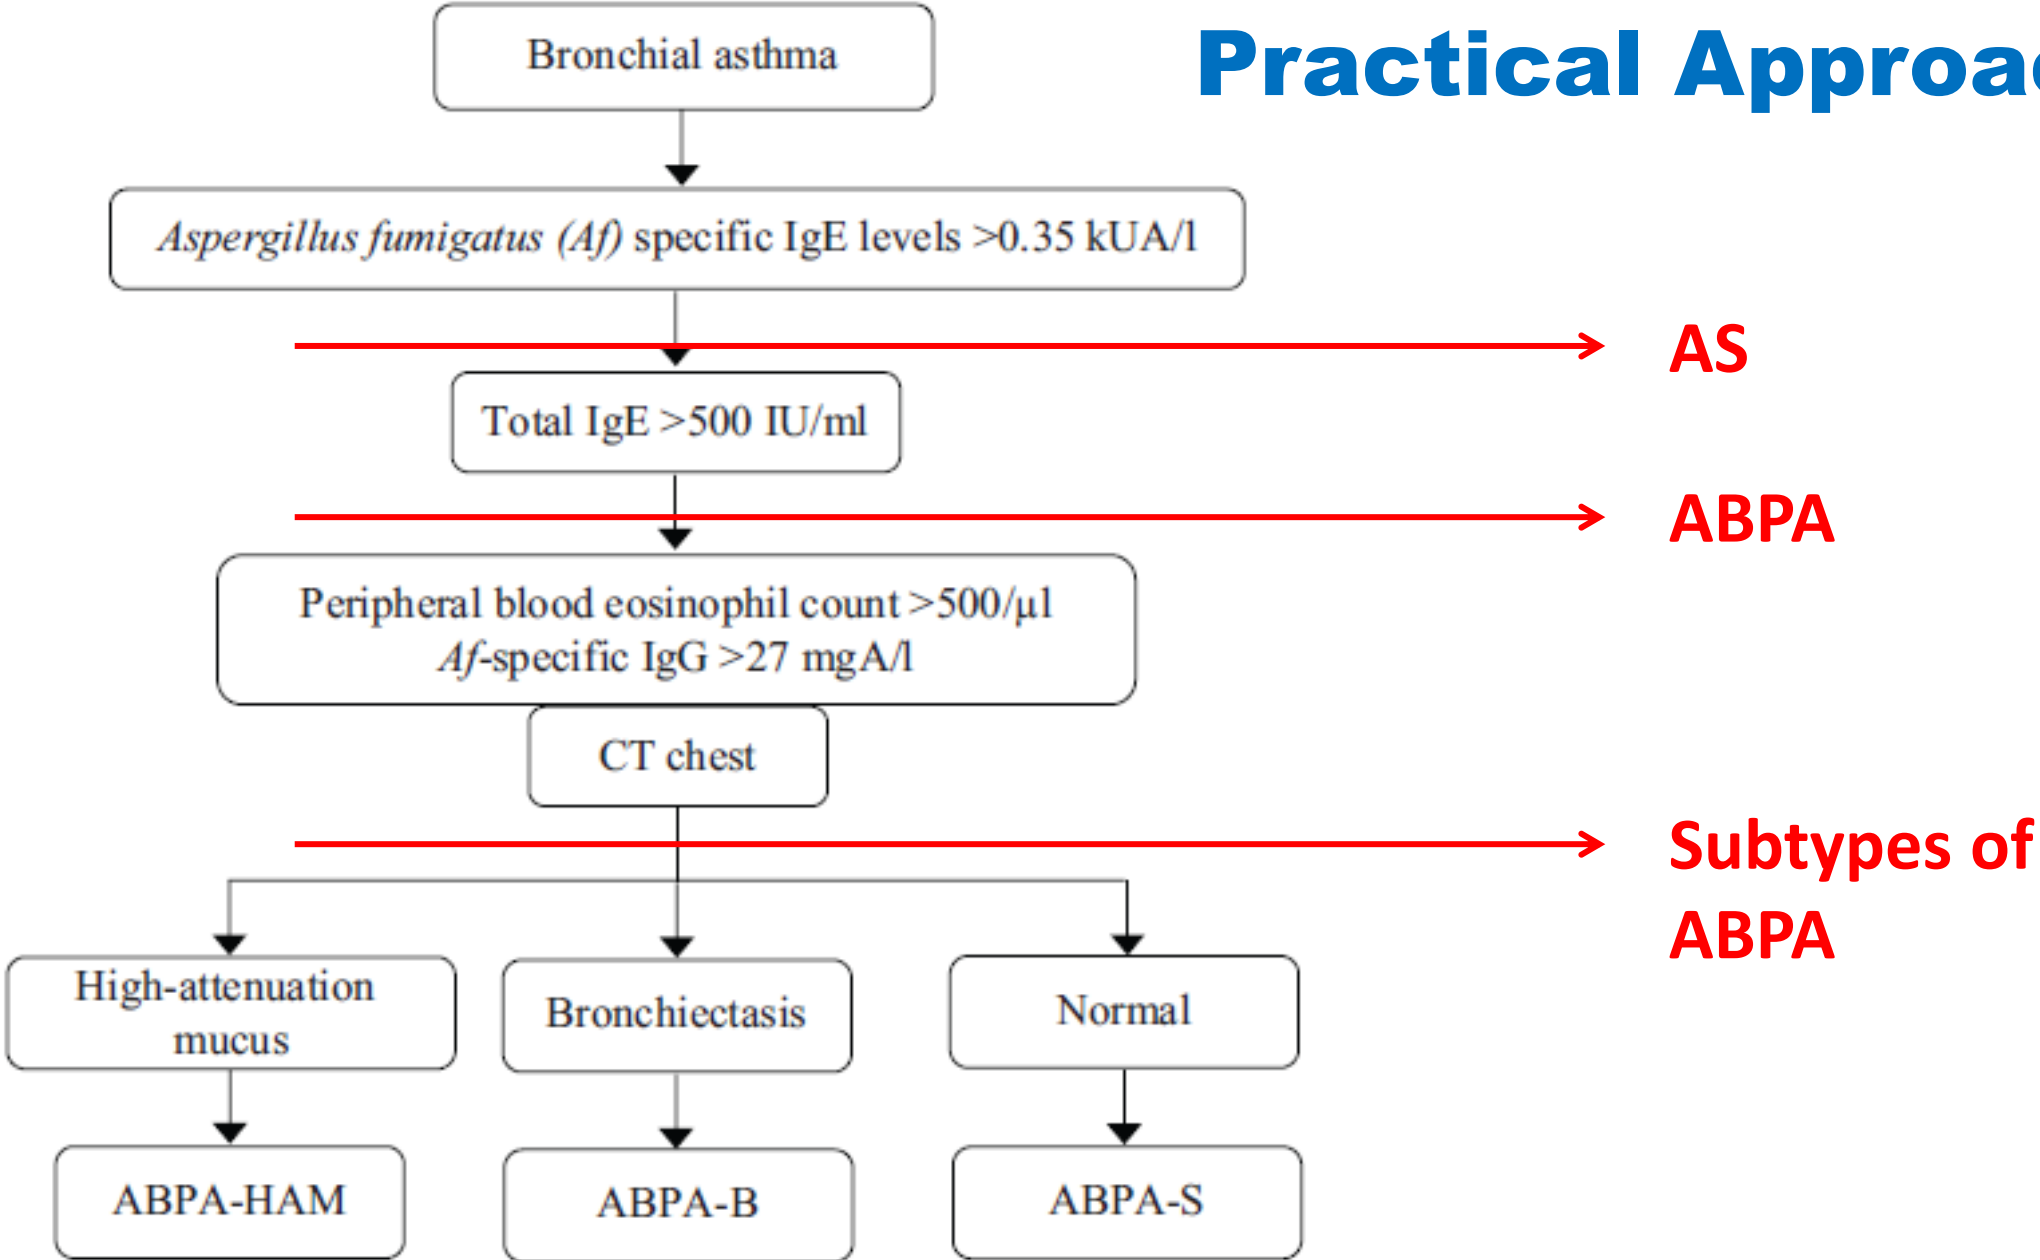 Practical Approac
Bronchial asthma
Aspergillus fumigatus (Af) specific IgE levels >0.35 kUA/l
AS
Total IgE >500 IU/ml
ABPA
Peripheral blood eosinophil count >500/µl
Af-specific IgG >27 mgA/l
CT chest
Subtypes of
ABPA
High-attenuation
mucus
Bronchiectasis
Normal
ABPA-HAM
ABPA-B
ABPA-S